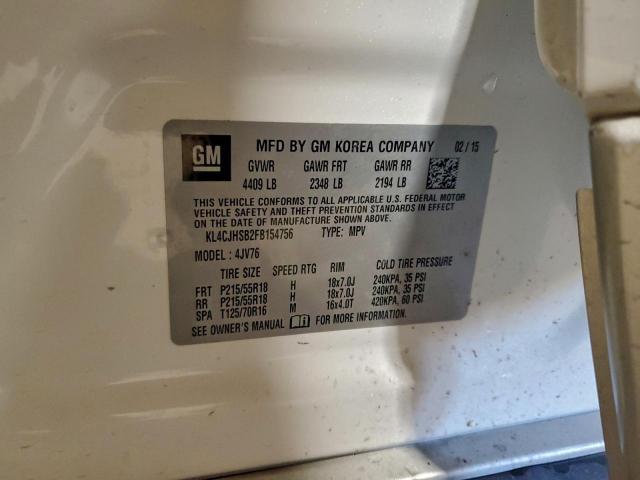 GM
MFD BY GM KOREA COMPANY 02 / 15
GVWR GAWR FRT GAWR RR
4409 LB 2348 LB 2194 LB
THIS VEHICLE CONFORMS TO ALL APPLICABLE U.S. FEDERAL MOTOR
VEHICLE SAFETY AND THEFT PREVENTION STANDARDS IN EFFECT
ON THE DATE OF MANUFACTURE SHOWN ABOVE.
KL4CJHSB2FB154756 TYPE: MPV
MODEL : 4JV76
TIRE SIZE SPEED RTG RIM COLD TIRE PRESSURE
FRT P215/55R18 H 18x7.0J 240KPA, 35 PSI
RR P215/55R18 H 18x7.0J 240KPA, 35 PSI
SPA T125/70R16 M 16x4.0T 420KPA, 60 PSI
SEE OWNER'S MANUAL FOR MORE INFORMATION.